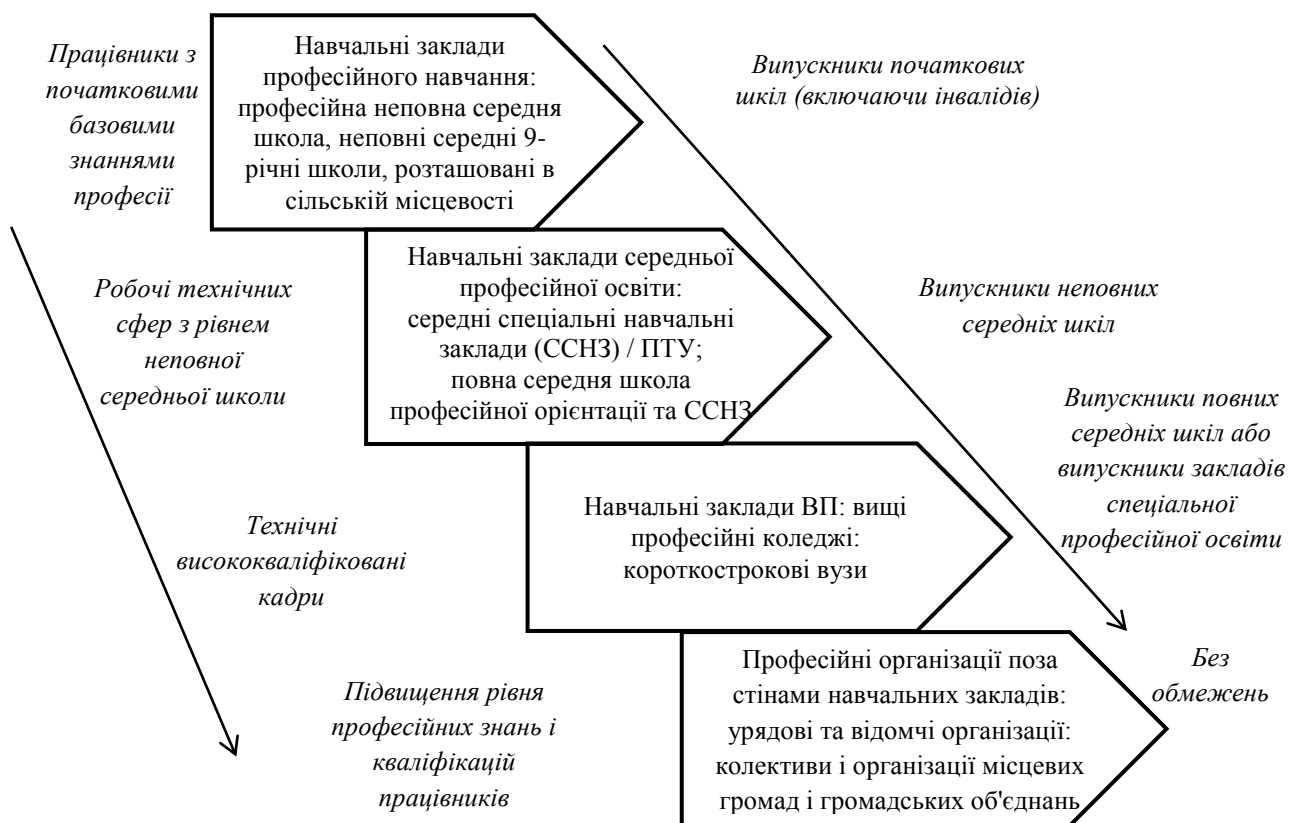 Працівники з
початковими
базовими
знаннями
професії
Навчальні заклади
професійного навчання:
професійна неповна середня
школа, неповні середні 9-
річні школи, розташовані в
сільській місцевості
Випускники початкових
шкіл (включаючи інвалідів)
Робочі технічних
сфер з рівнем
неповної
середньої школи
Навчальні заклади середньої
професійної освіти:
середні спеціальні навчальні
заклади (ССНЗ) / ПТУ;
повна середня школа
професійної орієнтації та ССНЗ
Випускники неповних
середніх шкіл
Технічні
висококваліфіковані
кадри
Навчальні заклади ВП: вищі
професійні коледжі:
короткострокові вузи
Випускники повних
середніх шкіл або
випускники закладів
спеціальної
професійної освіти
Підвищення рівня
професійних знань і
кваліфікацій
працівників
Професійні організації поза
стінами навчальних закладів:
урядові та відомчі організації:
колективи і організації місцевих
громад і громадських об'єднань
Без
обмежень